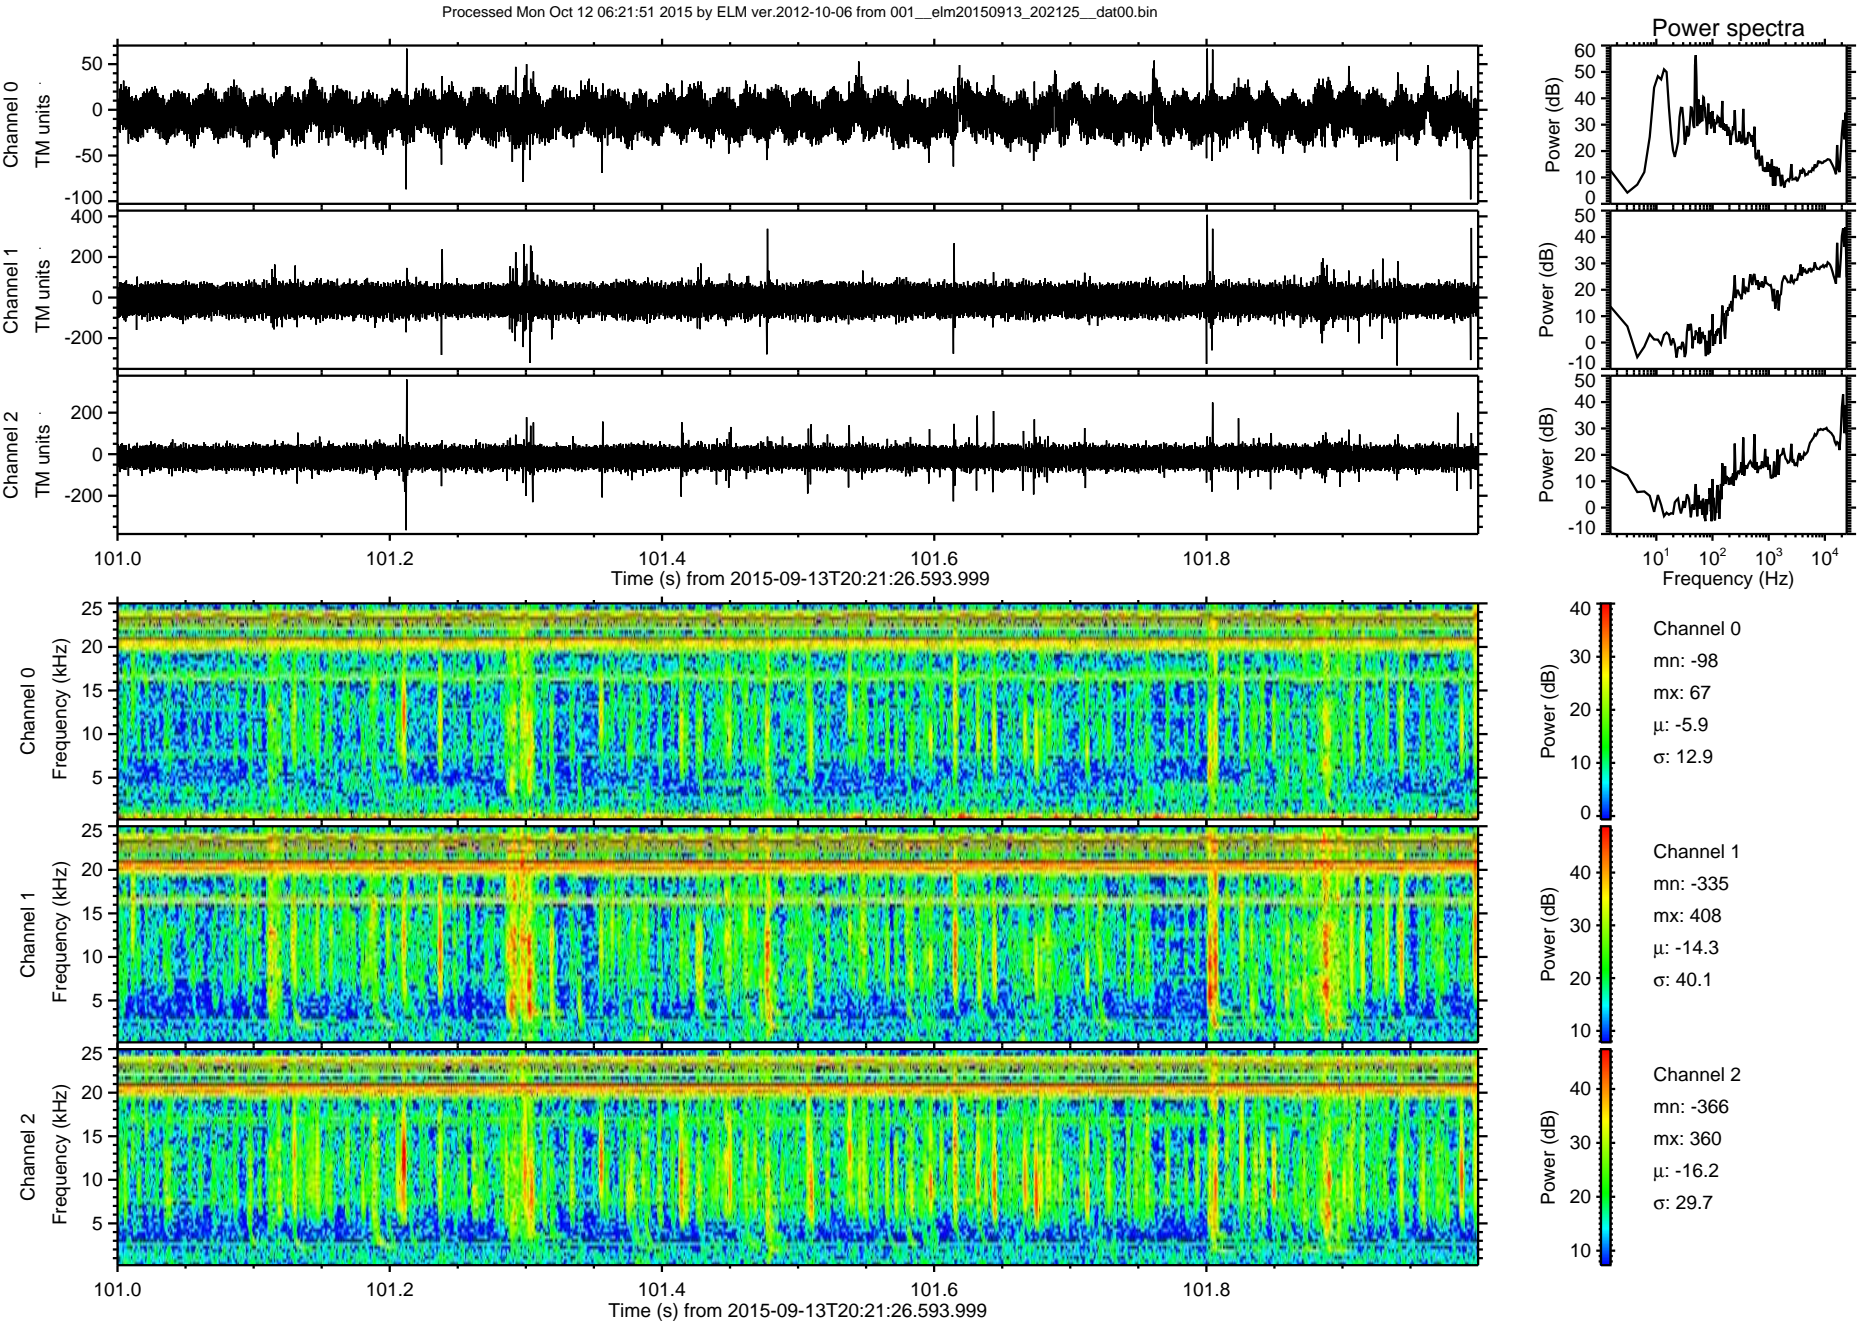 Processed Mon Oct 12 06:21:51 2015 by ELM ver.2012-10-06 from 001__elm20150913_202125__dat00.bin
Power spectra
Channel 0
TM units
50
0
-50
-100
Power (dB)
60
50
40
30
20
10
0
Channel 1
TM units
400
200
0
-200
Power (dB)
50
40
30
20
10
0
-10
Channel 2
TM units
200
0
-200
Power (dB)
50
40
30
20
10
0
-10
101.0 101.2 101.4 101.6 101.8
Time (s) from 2015-09-13T20:21:26.593.999
10¹ 10² 10³ 10⁴
Frequency (Hz)
Channel 0
Frequency (kHz)
25
20
15
10
5
Power (dB)
40
30
20
10
0
Channel 0
mn: -98
mx: 67
μ: -5.9
σ: 12.9
Channel 1
Frequency (kHz)
25
20
15
10
5
Power (dB)
40
30
20
10
Channel 1
mn: -335
mx: 408
μ: -14.3
σ: 40.1
Channel 2
Frequency (kHz)
25
20
15
10
5
Power (dB)
40
30
20
10
Channel 2
mn: -366
mx: 360
μ: -16.2
σ: 29.7
101.0 101.2 101.4 101.6 101.8
Time (s) from 2015-09-13T20:21:26.593.999